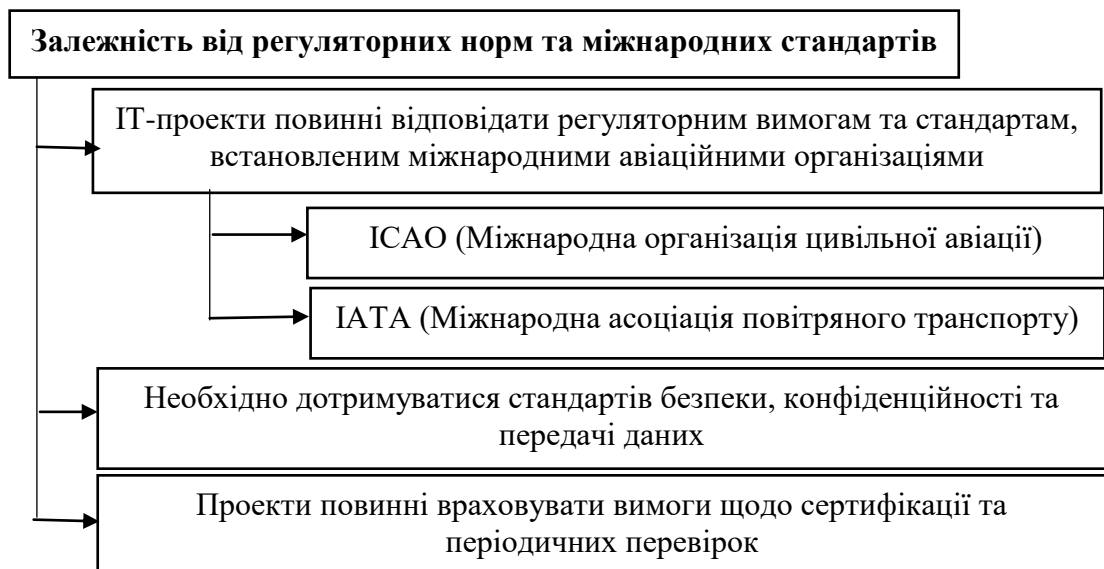 Залежність від регуляторних норм та міжнародних стандартів
ІТ-проекти повинні відповідати регуляторним вимогам та стандартам,
встановленим міжнародними авіаційними організаціями
ICAO (Міжнародна організація цивільної авіації)
IATA (Міжнародна асоціація повітряного транспорту)
Необхідно дотримуватися стандартів безпеки, конфіденційності та
передачі даних
Проекти повинні враховувати вимоги щодо сертифікації та
періодичних перевірок